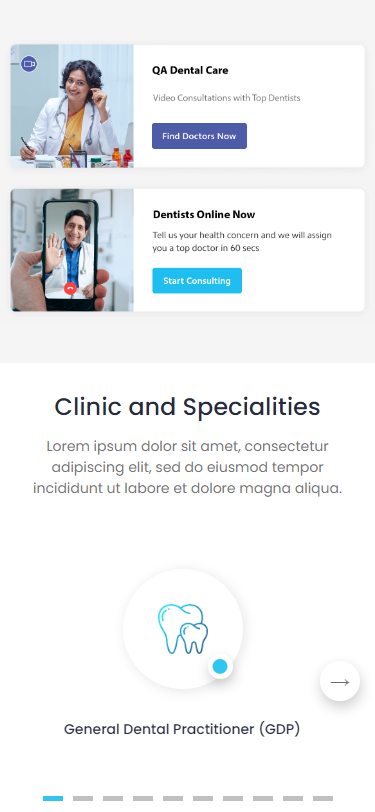 QA Dental Care
Video Consultations with Top Dentists
Find Doctors Now
Dentists Online Now
Tell us your health concern and we will assign
you a top doctor in 60 secs
Start Consulting
Clinic and Specialities
Lorem ipsum dolor sit amet, consectetur
adipiscing elit, sed do eiusmod tempor
incididunt ut labore et dolore magna aliqua.
General Dental Practitioner (GDP)